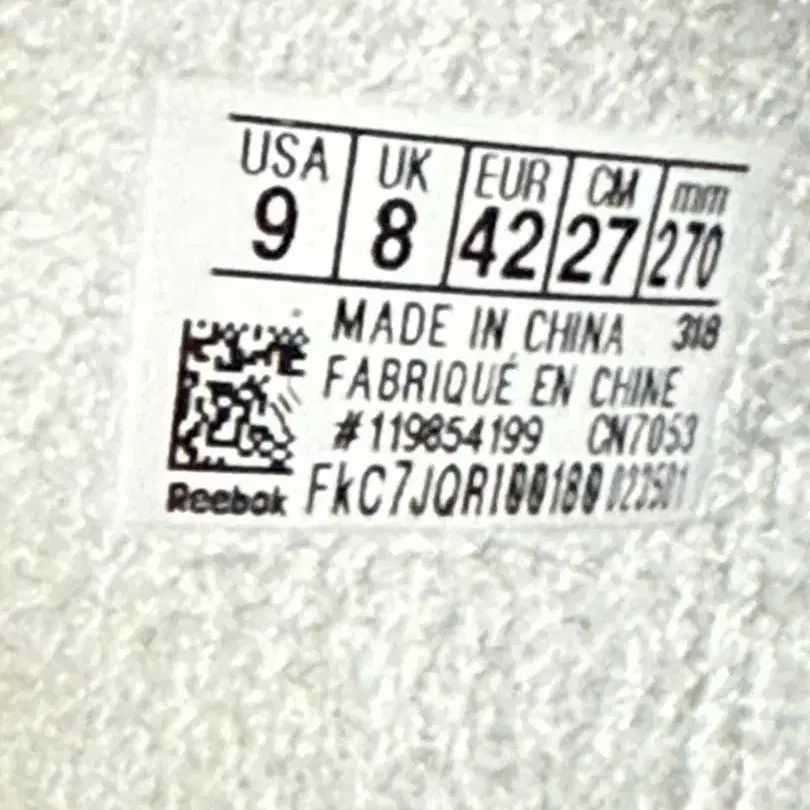 USA UK EUR CM mm
9 8 42 27 270
MADE IN CHINA 318
FABRIQUÉ EN CHINE
#119854199 CN7053
Reebok